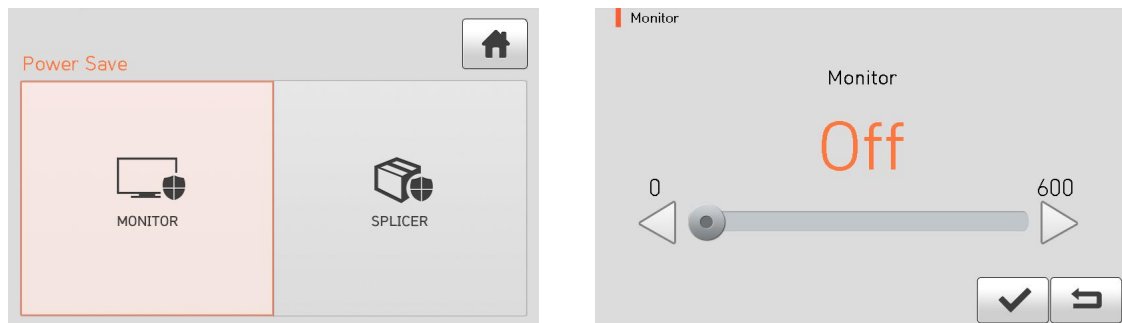 Power Save
MONITOR
SPLICER
Monitor
Monitor
Off
0
600